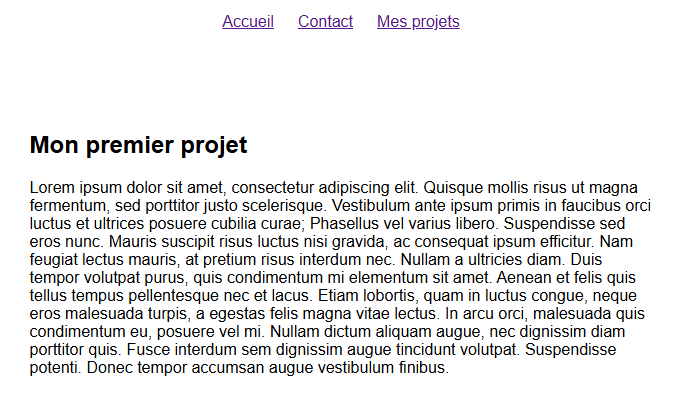 Accueil Contact Mes projets
Mon premier projet
Lorem ipsum dolor sit amet, consectetur adipiscing elit. Quisque mollis risus ut magna
fermentum, sed porttitor justo scelerisque. Vestibulum ante ipsum primis in faucibus orci
luctus et ultrices posuere cubilia curae; Phasellus vel varius libero. Suspendisse sed
eros nunc. Mauris suscipit risus luctus nisi gravida, ac consequat ipsum efficitur. Nam
feugiat lectus mauris, at pretium risus interdum nec. Nullam a ultricies diam. Duis
tempor volutpat purus, quis condimentum mi elementum sit amet. Aenean et felis quis
tellus tempus pellentesque nec et lacus. Etiam lobortis, quam in luctus congue, neque
eros malesuada turpis, a egestas felis magna vitae lectus. In arcu orci, malesuada quis
condimentum eu, posuere vel mi. Nullam dictum aliquam augue, nec dignissim diam
porttitor quis. Fusce interdum sem dignissim augue tincidunt volutpat. Suspendisse
potenti. Donec tempor accumsan augue vestibulum finibus.